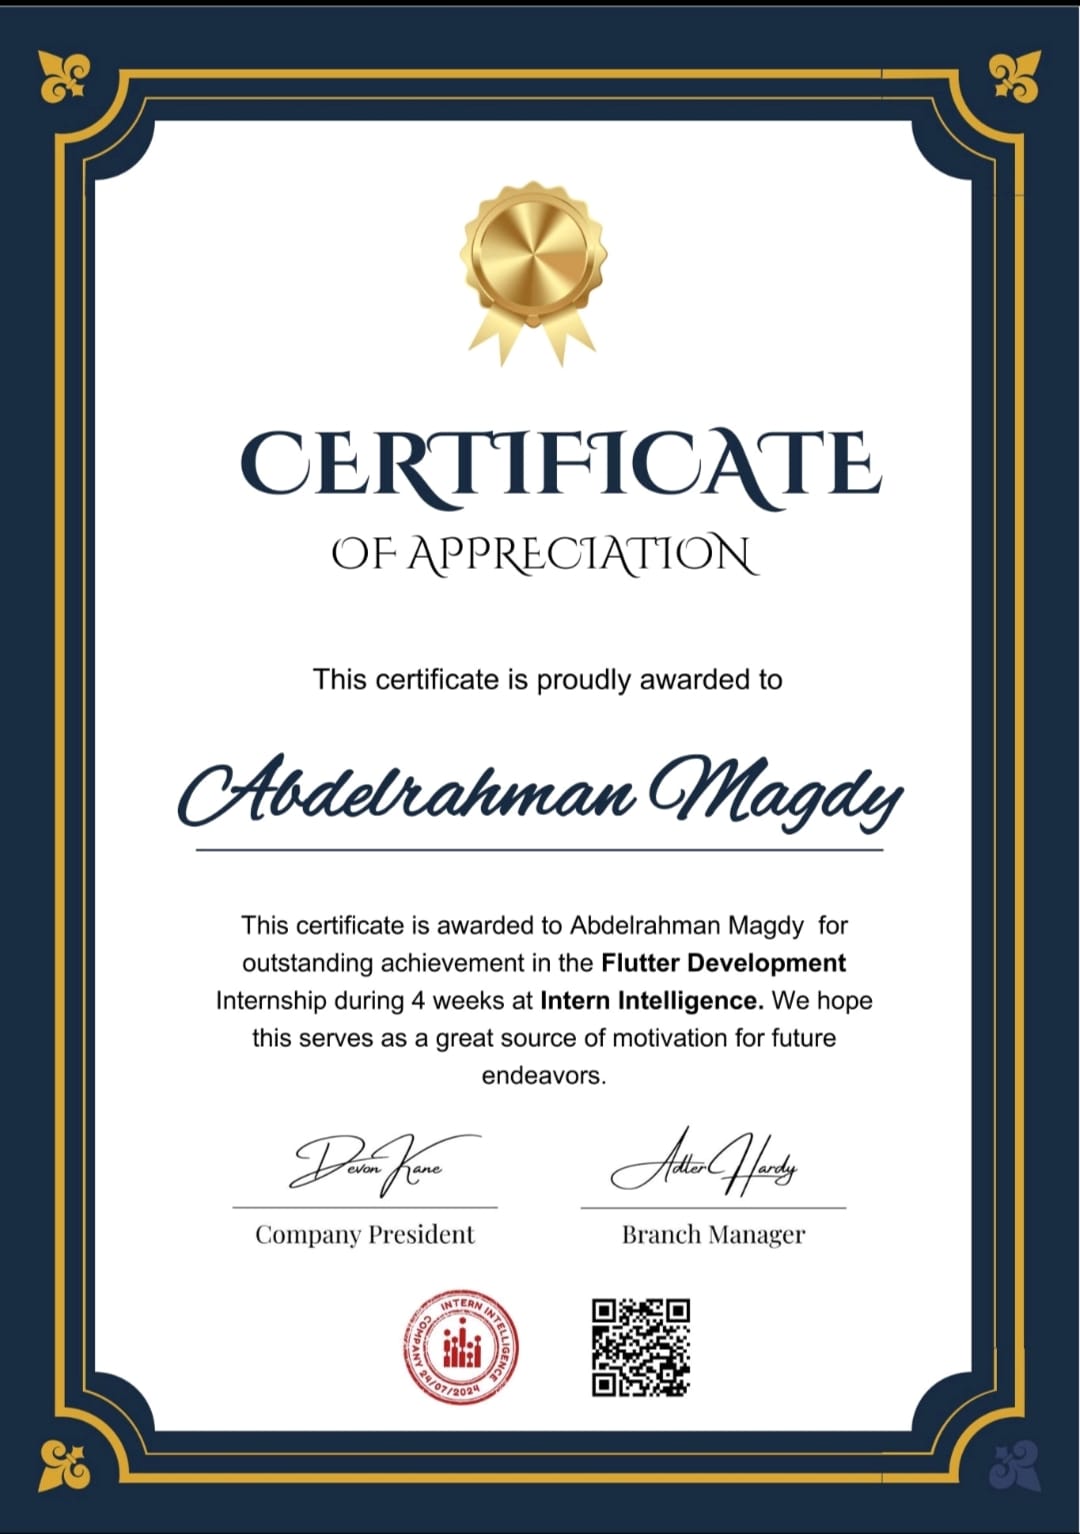 CERTIFICATE
OF APPRECIATION
This certificate is proudly awarded to
Abdelrahman Magdy
This certificate is awarded to Abdelrahman Magdy for
outstanding achievement in the Flutter Development
Internship during 4 weeks at Intern Intelligence. We hope
this serves as a great source of motivation for future
endeavors.
Devon Kane
Adler Hardy
Company President
Branch Manager
INTERN INTELLIGENCE
COMPANY 24/07/2024